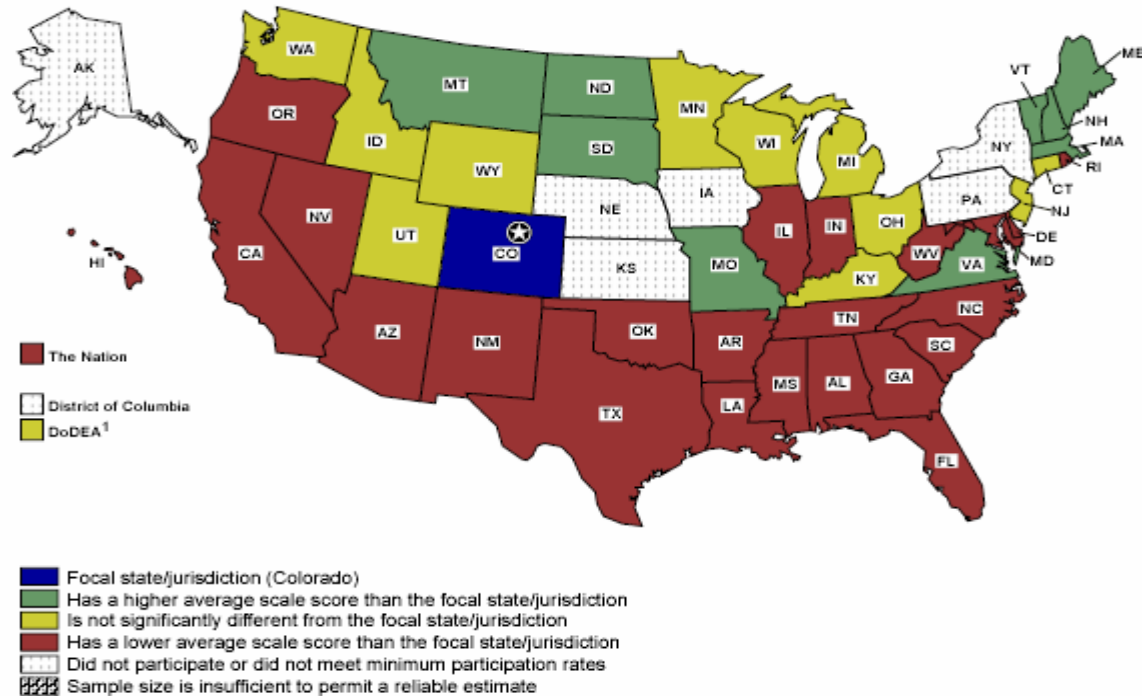 AK
WA
MT
ND
MN
VT
ME
OR
ID
SD
WI
MI
NH
NY
MA
WY
RI
IA
PA
CT
NE
NJ
NV
UT
IL
IN
OH
DE
CO
CA
KS
MO
WV
MD
HI
VA
KY
NC
TN
AZ
NM
OK
AR
SC
The Nation
MS
AL
GA
LA
TX
District of Columbia
DoDEA1
FL
Focal state/jurisdiction (Colorado)
Has a higher average scale score than the focal state/jurisdiction
Is not significantly different from the focal state/jurisdiction
Has a lower average scale score than the focal state/jurisdiction
Did not participate or did not meet minimum participation rates
Sample size is insufficient to permit a reliable estimate